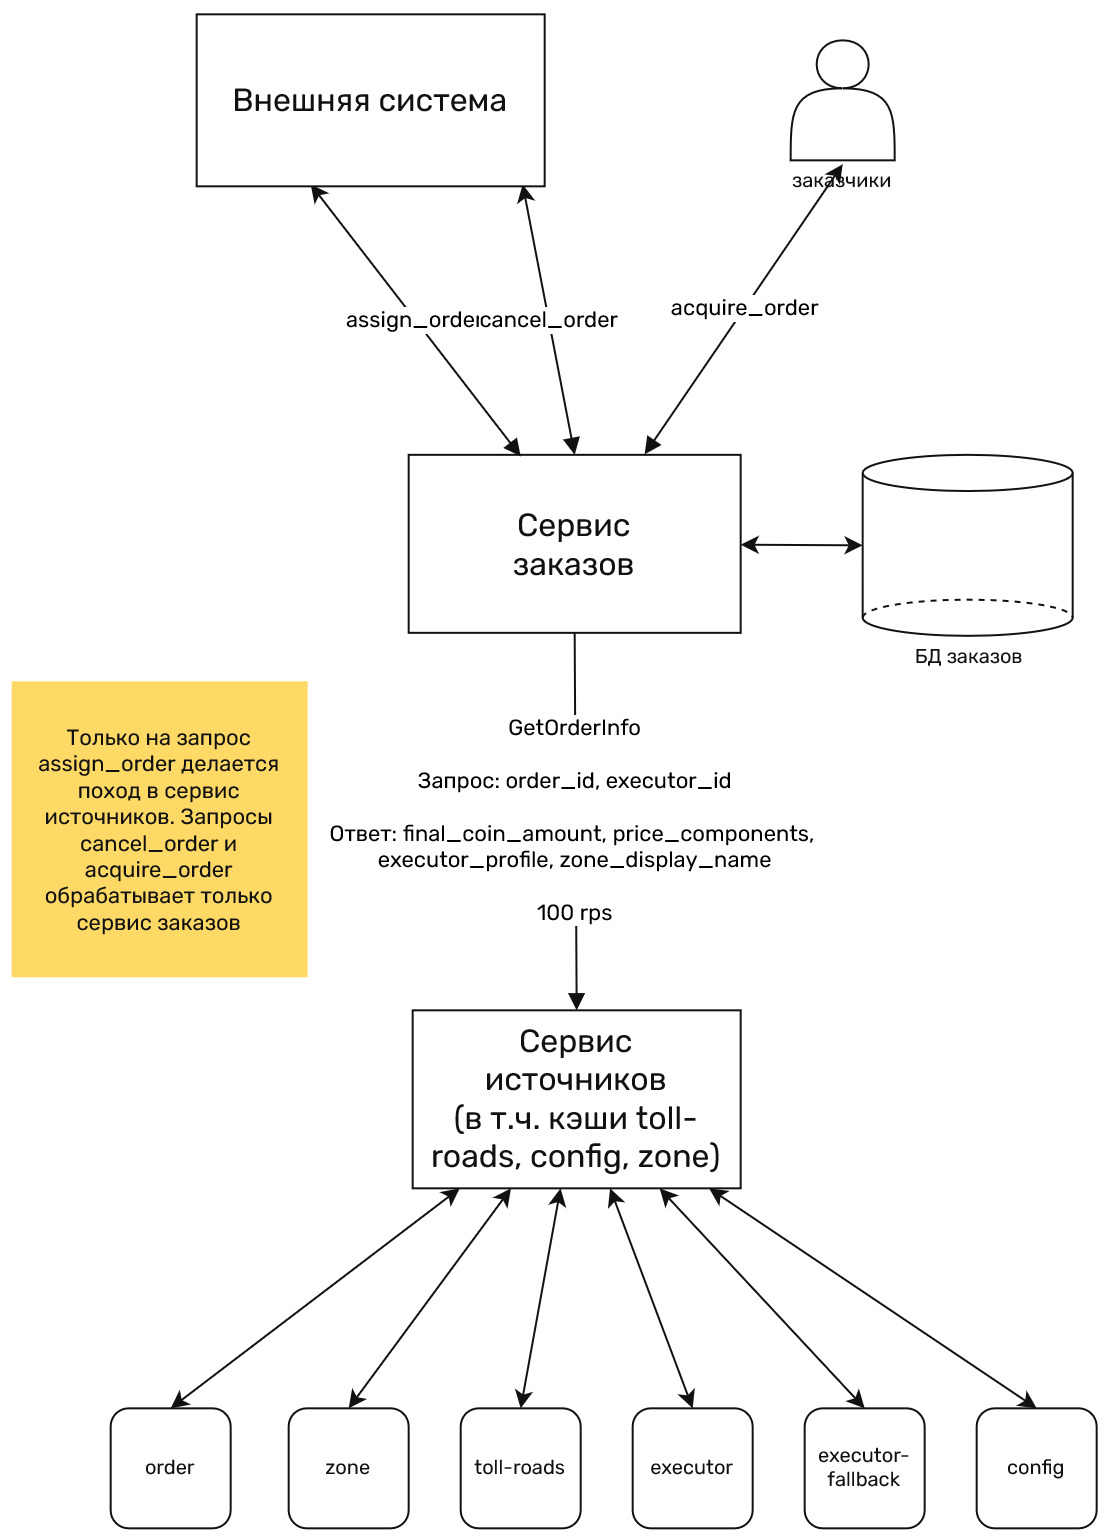 Внешняя система
заказчики
assign_order
cancel_order
acquire_order
Сервис
заказов
БД заказов
Только на запрос
assign_order делается
поход в сервис
источников. Запросы
cancel_order и
acquire_order
обрабатывает только
сервис заказов
GetOrderInfo
Запрос: order_id, executor_id
Ответ: final_coin_amount, price_components,
executor_profile, zone_display_name
100 rps
Сервис
источников
(в т.ч. кэши toll-
roads, config, zone)
order
zone
toll-roads
executor
executor-
fallback
config